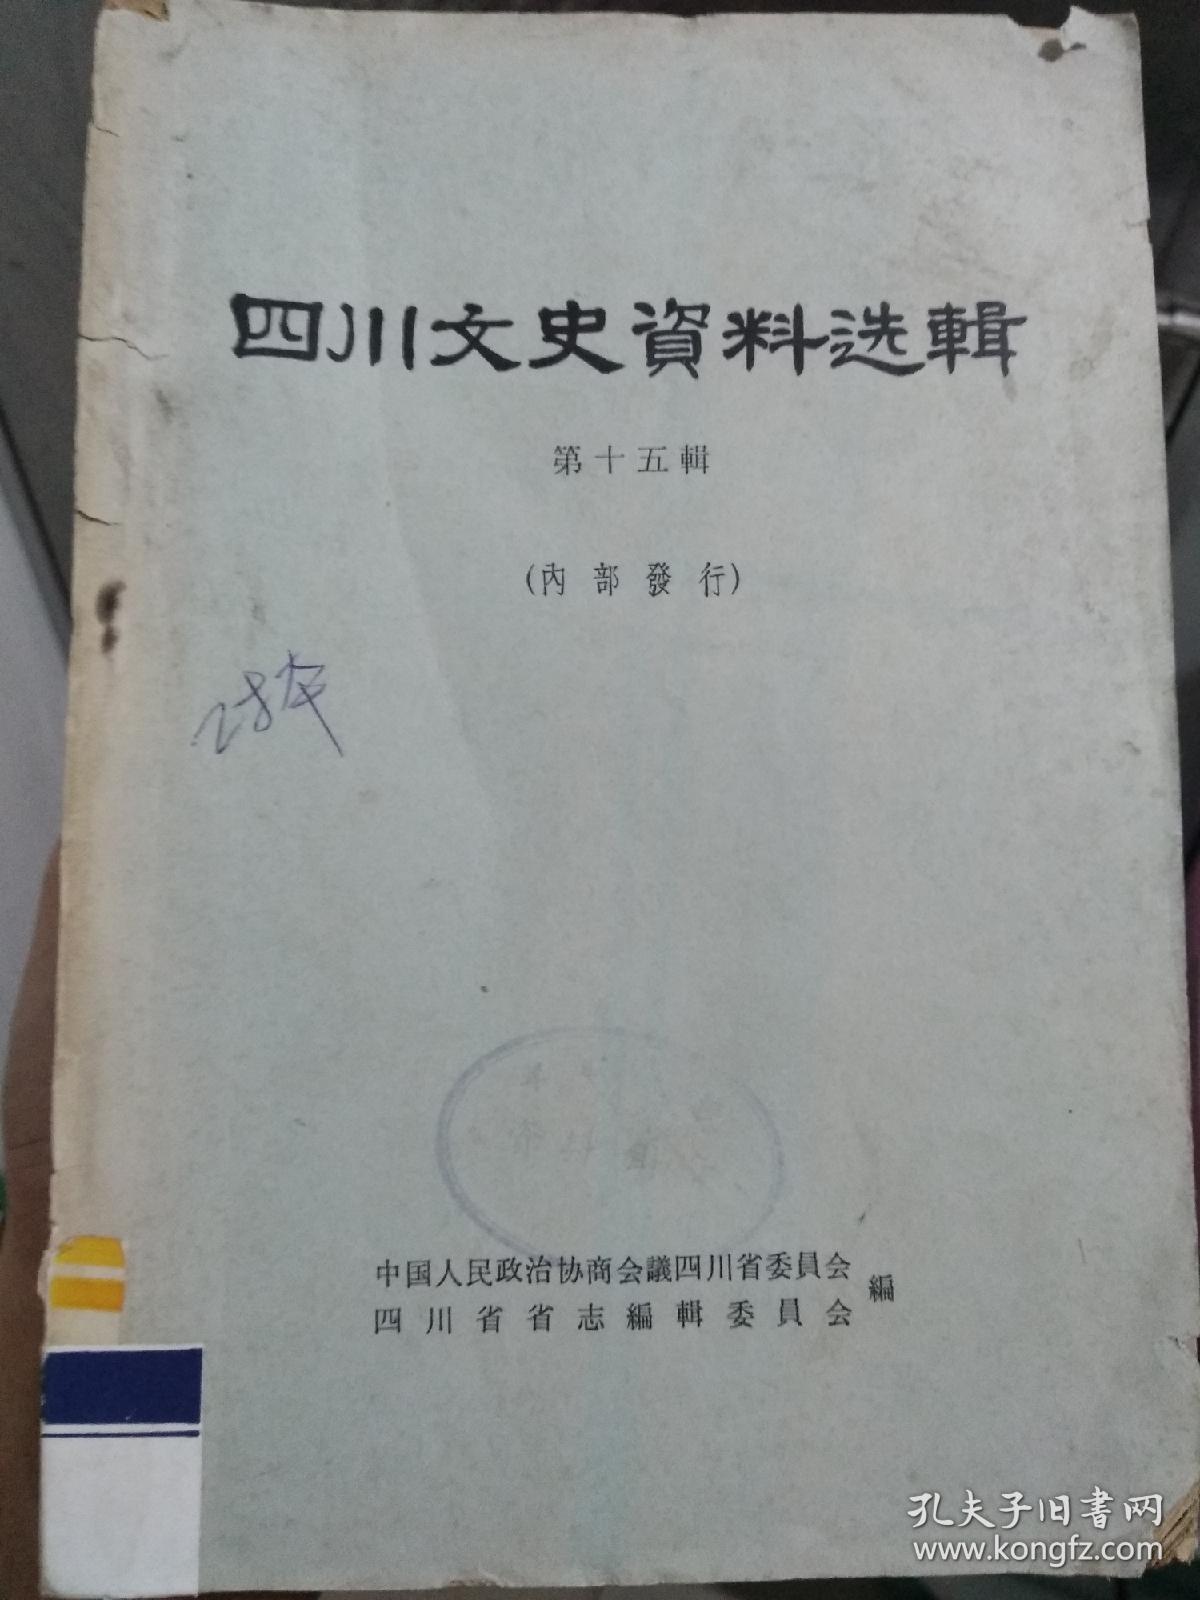 四川文史資料选輯
第十五輯
(內部發行)
中国人民政治协商会議四川省委員会
四川省省志編輯委員会
編
孔夫子旧书网
www.kongfz.com